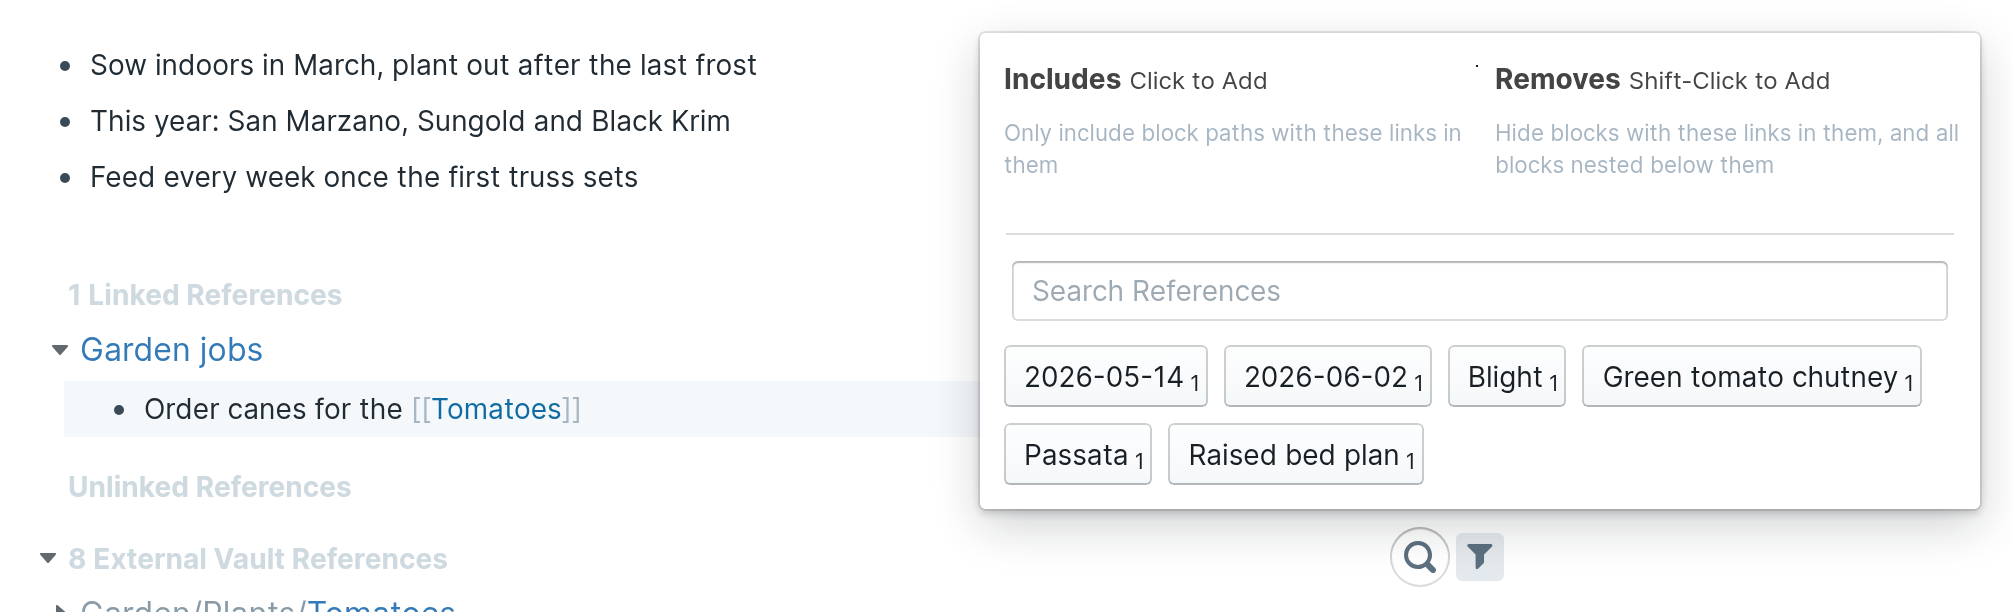 Sow indoors in March, plant out after the last frost
This year: San Marzano, Sungold and Black Krim
Feed every week once the first truss sets
1 Linked References
Garden jobs
Order canes for the [[Tomatoes]]
Unlinked References
8 External Vault References
Garden/Plants/Tomatoes
Includes Click to Add
Only include block paths with these links in
them
Removes Shift-Click to Add
Hide blocks with these links in them, and all
blocks nested below them
Search References
2026-05-14 1 2026-06-02 1 Blight 1 Green tomato chutney 1
Passata 1 Raised bed plan 1